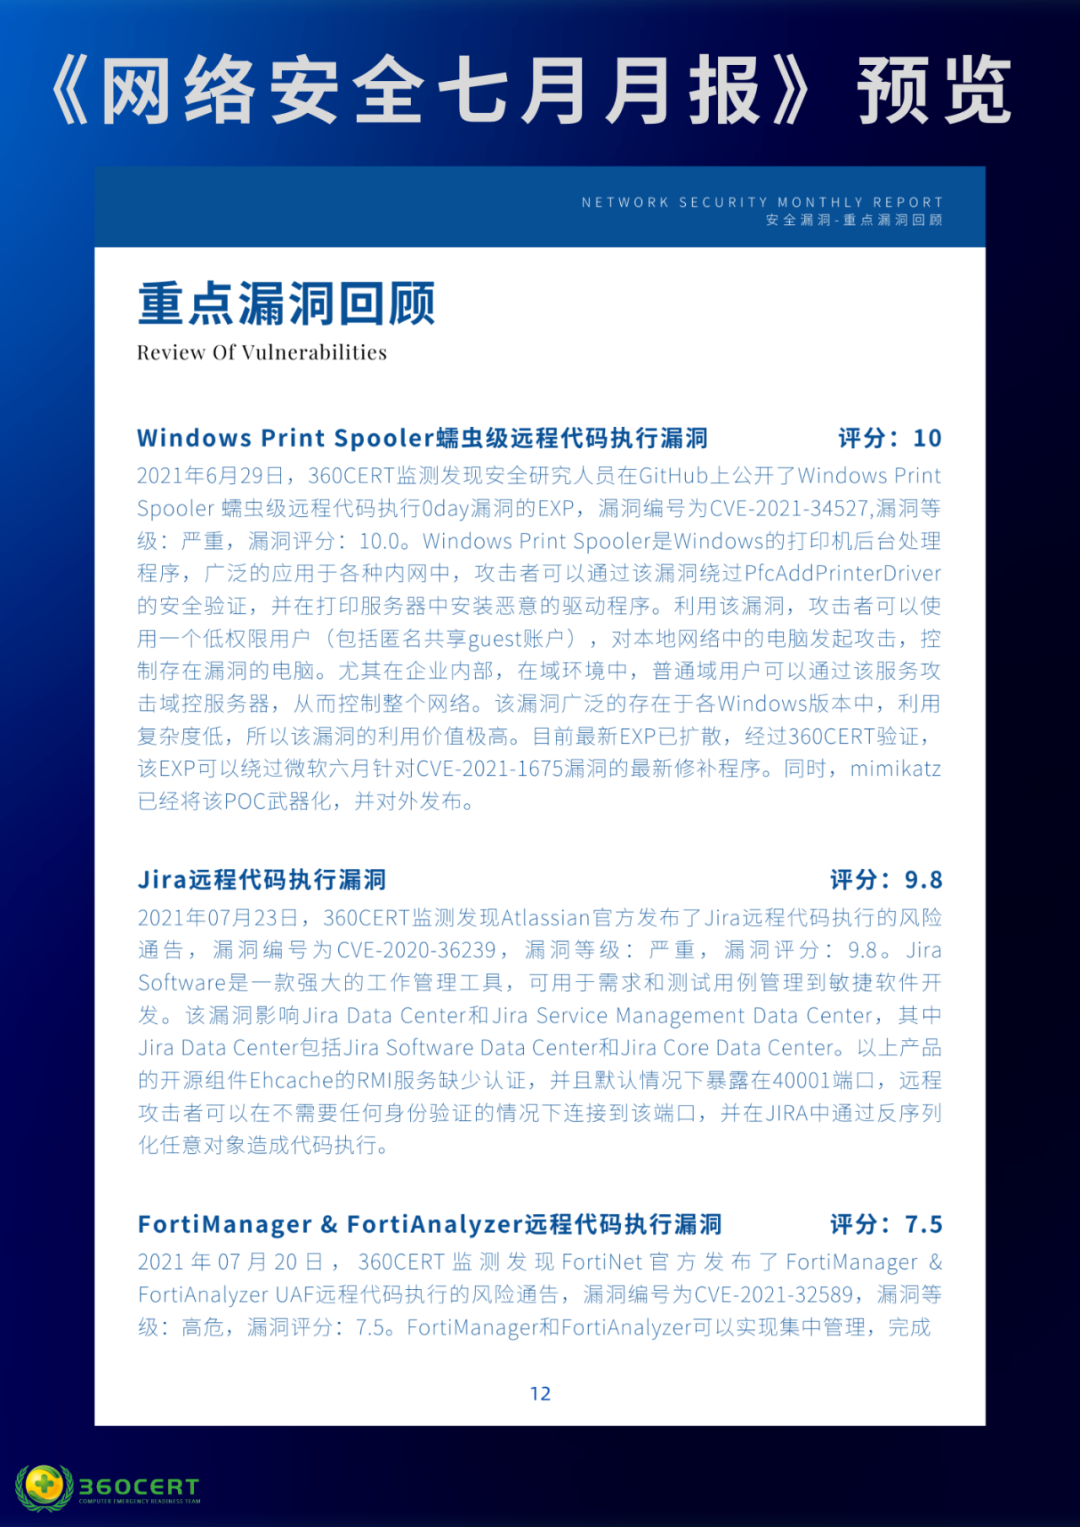 《网络安全七月月报》预览
NETWORK SECURITY MONTHLY REPORT
安全漏洞-重点漏洞回顾
重点漏洞回顾
Review Of Vulnerabilities
Windows Print Spooler蠕虫级远程代码执行漏洞 评分：10
2021年6月29日，360CERT监测发现安全研究人员在GitHub上公开了Windows Print
Spooler 蠕虫级远程代码执行0day漏洞的EXP，漏洞编号为CVE-2021-34527,漏洞等
级：严重，漏洞评分：10.0。Windows Print Spooler是Windows的打印机后台处理
程序，广泛的应用于各种内网中，攻击者可以通过该漏洞绕过PfcAddPrinterDriver
的安全验证，并在打印服务器中安装恶意的驱动程序。利用该漏洞，攻击者可以使
用一个低权限用户（包括匿名共享guest账户），对本地网络中的电脑发起攻击，控
制存在漏洞的电脑。尤其在企业内部，在域环境中，普通域用户可以通过该服务攻
击域控服务器，从而控制整个网络。该漏洞广泛的存在于各Windows版本中，利用
复杂度低，所以该漏洞的利用价值极高。目前最新EXP已扩散，经过360CERT验证，
该EXP可以绕过微软六月针对CVE-2021-1675漏洞的最新修补程序。同时，mimikatz
已经将该POC武器化，并对外发布。
Jira远程代码执行漏洞 评分：9.8
2021年07月23日，360CERT监测发现Atlassian官方发布了Jira远程代码执行的风险
通告，漏洞编号为CVE-2020-36239，漏洞等级：严重，漏洞评分：9.8。Jira
Software是一款强大的工作管理工具，可用于需求和测试用例管理到敏捷软件开
发。该漏洞影响Jira Data Center和Jira Service Management Data Center，其中
Jira Data Center包括Jira Software Data Center和Jira Core Data Center。以上产品
的开源组件Ehcache的RMI服务缺少认证，并且默认情况下暴露在40001端口，远程
攻击者可以在不需要任何身份验证的情况下连接到该端口，并在JIRA中通过反序列
化任意对象造成代码执行。
FortiManager & FortiAnalyzer远程代码执行漏洞 评分：7.5
2021年07月20日，360CERT监测发现FortiNet官方发布了FortiManager &
FortiAnalyzer UAF远程代码执行的风险通告，漏洞编号为CVE-2021-32589，漏洞等
级：高危，漏洞评分：7.5。FortiManager和FortiAnalyzer可以实现集中管理，完成
12
360CERT
COMPUTER EMERGENCY READINESS TEAM